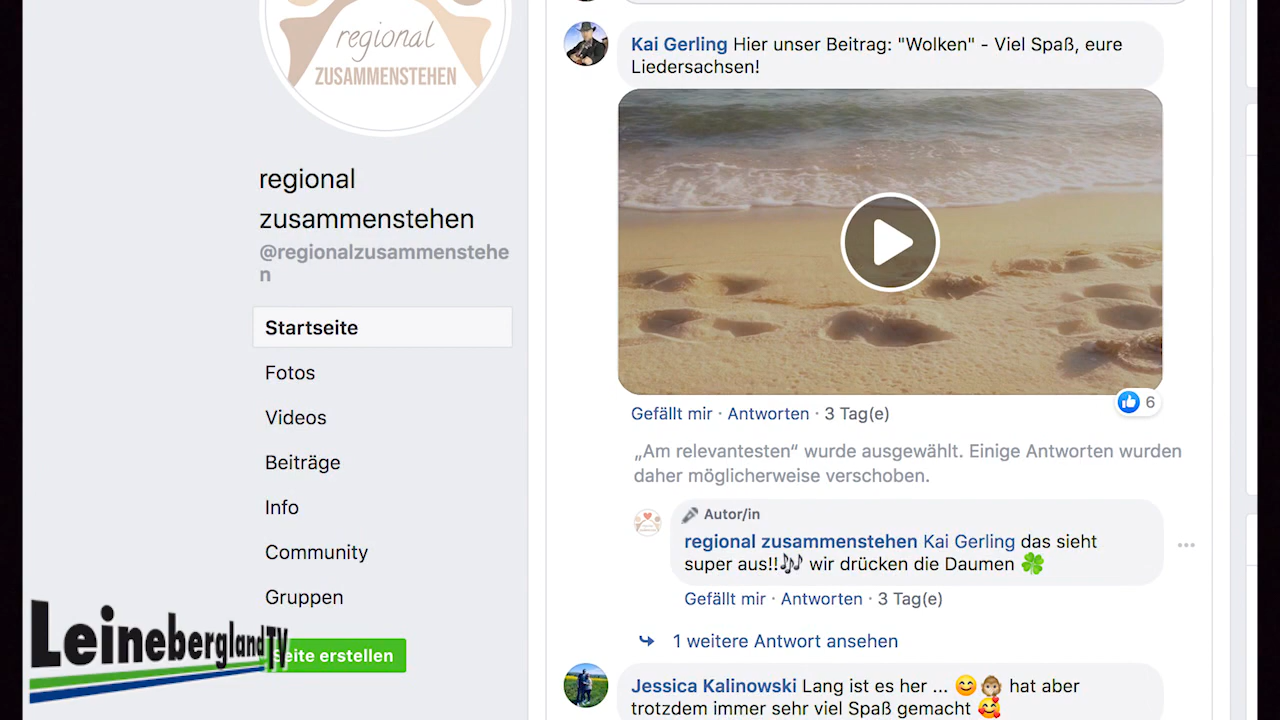 regional
ZUSAMMENSTEHEN
regional
zusammenstehen
@regionalzusammenstehe
n
Startseite
Fotos
Videos
Beiträge
Info
Community
Gruppen
Seite erstellen
LeineberglandTV
Kai Gerling Hier unser Beitrag: "Wolken" - Viel Spaß, eure
Liedersachsen!
6
Gefällt mir · Antworten · 3 Tag(e)
„Am relevantesten“ wurde ausgewählt. Einige Antworten wurden
daher möglicherweise verschoben.
Autor/in
regional zusammenstehen Kai Gerling das sieht
super aus!!🎶 wir drücken die Daumen 🍀
Gefällt mir · Antworten · 3 Tag(e)
1 weitere Antwort ansehen
Jessica Kalinowski Lang ist es her ... 😊🐵 hat aber
trotzdem immer sehr viel Spaß gemacht 🥰